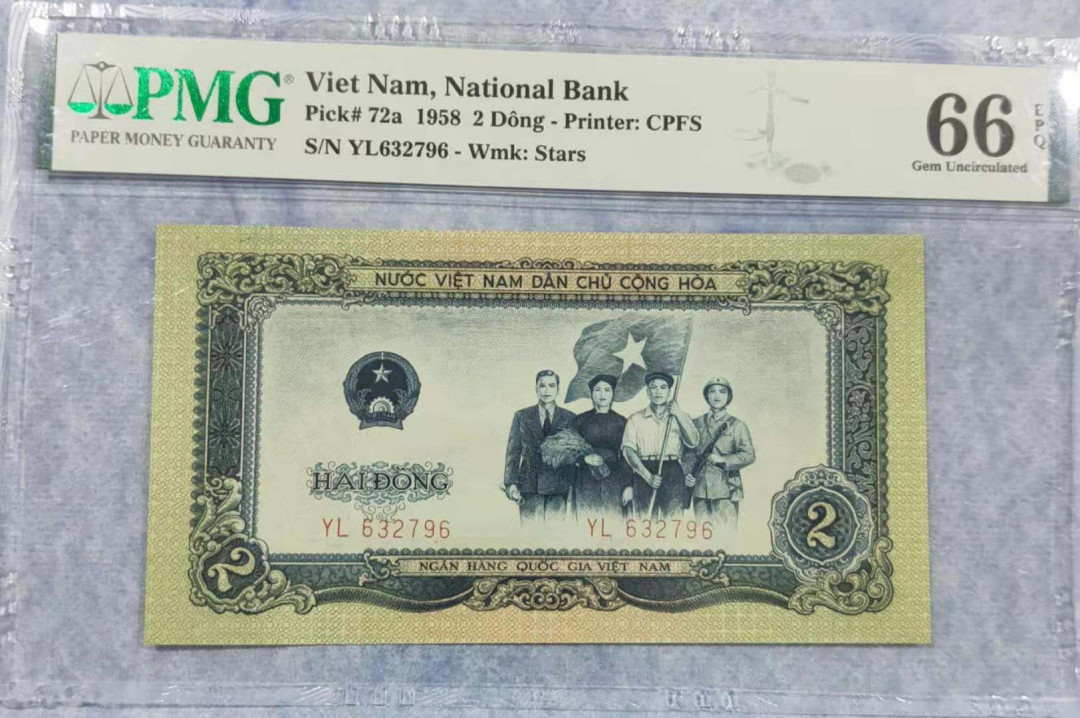 PMG®
PAPER MONEY GUARANTY
Viet Nam, National Bank
Pick# 72a 1958 2 Dông - Printer: CPFS
S/N YL632796 - Wmk: Stars
66
EPQ
Gem Uncirculated
NƯỚC VIỆT NAM DÂN CHỦ CỘNG HÒA
HAI ĐỒNG
YL 632796
YL 632796
2
2
NGÂN HÀNG QUỐC GIA VIỆT NAM